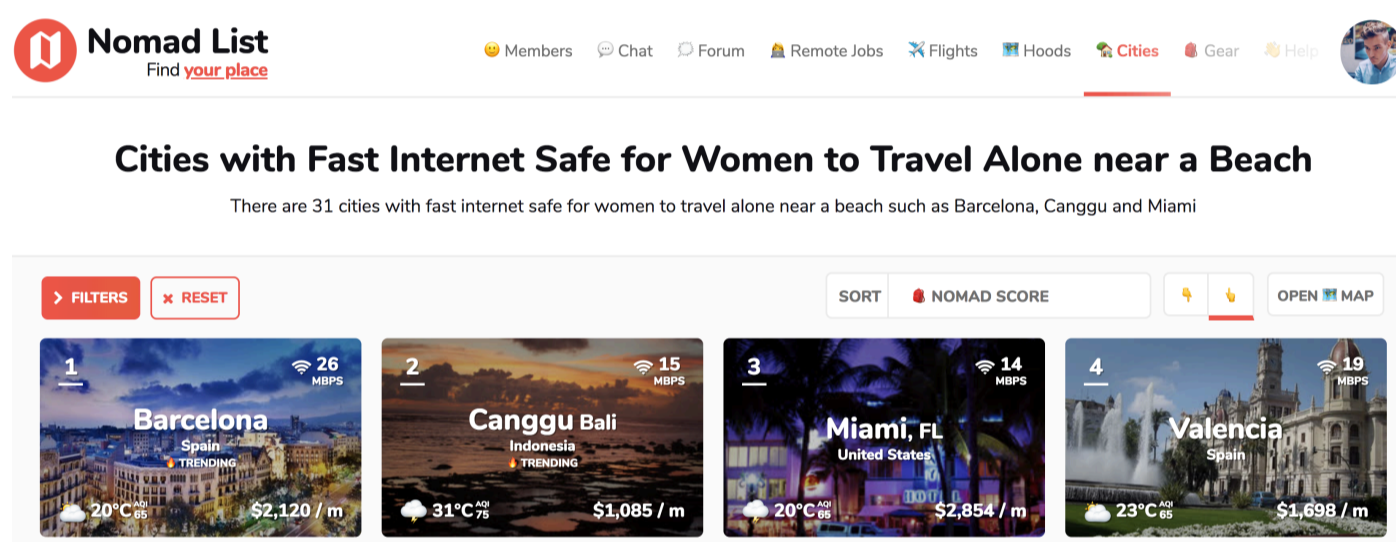 Nomad List
Find your place
Members Chat Forum Remote Jobs Flights Hoods Cities Gear Help
Cities with Fast Internet Safe for Women to Travel Alone near a Beach
There are 31 cities with fast internet safe for women to travel alone near a beach such as Barcelona, Canggu and Miami
FILTERS RESET SORT NOMAD SCORE OPEN MAP
1 26 MBPS
Barcelona
Spain
TRENDING
20°C AQI 65 $2,120 / m
2 15 MBPS
Canggu Bali
Indonesia
TRENDING
31°C AQI 75 $1,085 / m
3 14 MBPS
Miami, FL
United States
HOTEL
20°C AQI 65 $2,854 / m
4 19 MBPS
Valencia
Spain
23°C AQI 65 $1,698 / m